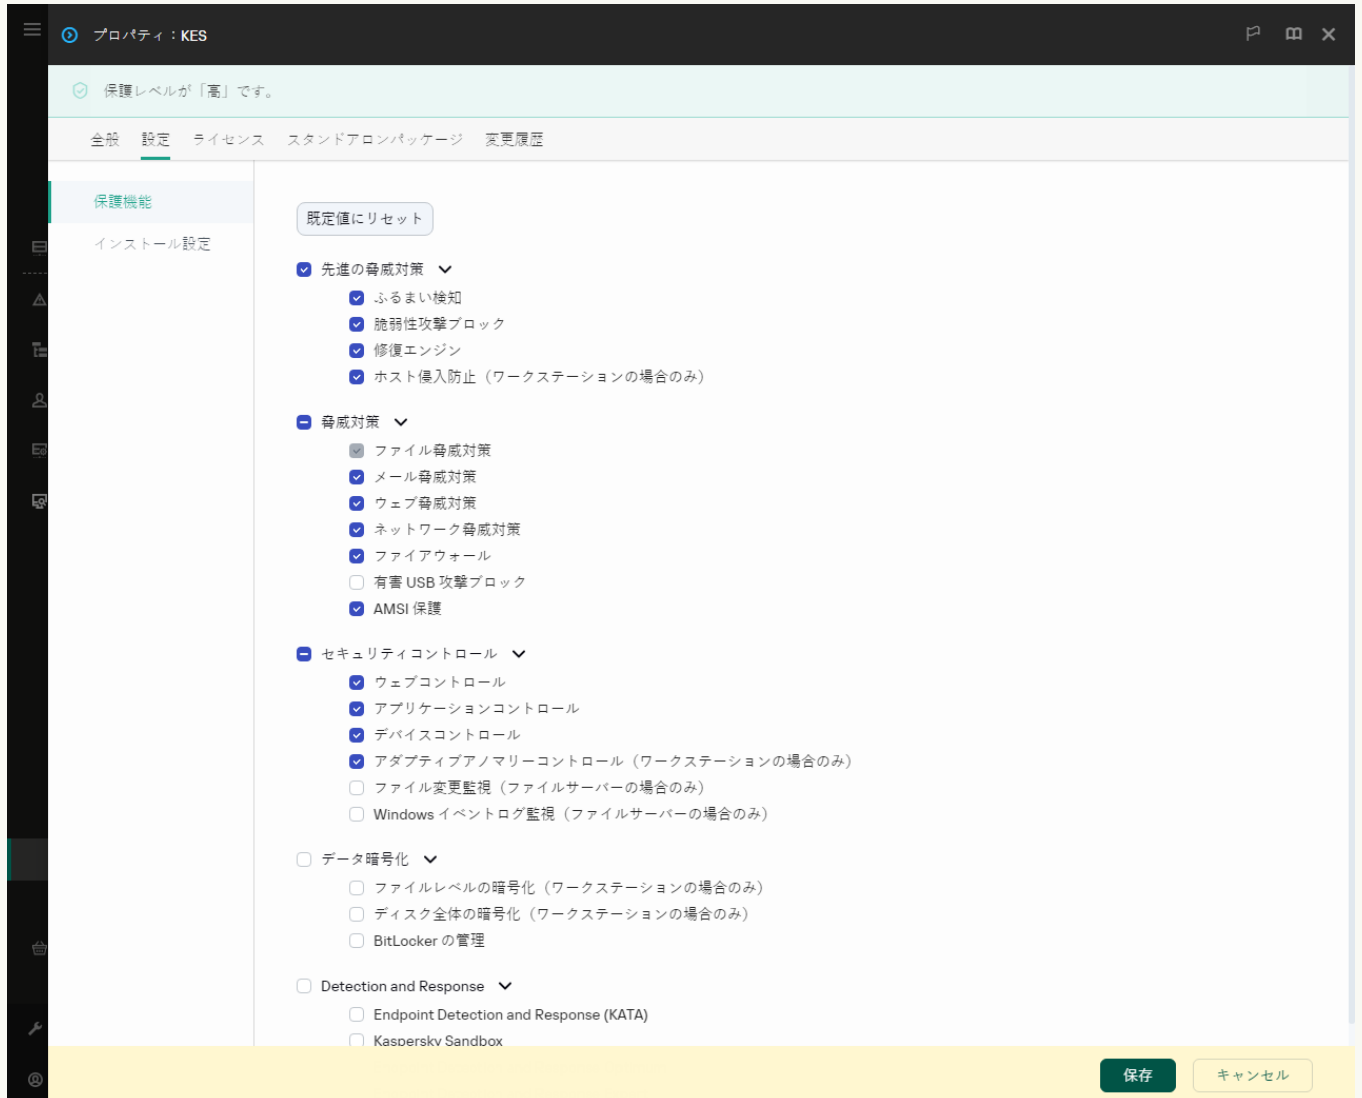 プロパティ：KES
保護レベルが「高」です。
全般 設定 ライセンス スタンドアロンパッケージ 変更履歴
保護機能
インストール設定
既定値にリセット
先進の脅威対策
ふるまい検知
脆弱性攻撃ブロック
修復エンジン
ホスト侵入防止（ワークステーションの場合のみ）
脅威対策
ファイル脅威対策
メール脅威対策
ウェブ脅威対策
ネットワーク脅威対策
ファイアウォール
有害 USB 攻撃ブロック
AMSI 保護
セキュリティコントロール
ウェブコントロール
アプリケーションコントロール
デバイスコントロール
アダプティブアノマリーコントロール（ワークステーションの場合のみ）
ファイル変更監視（ファイルサーバーの場合のみ）
Windows イベントログ監視（ファイルサーバーの場合のみ）
データ暗号化
ファイルレベルの暗号化（ワークステーションの場合のみ）
ディスク全体の暗号化（ワークステーションの場合のみ）
BitLocker の管理
Detection and Response
Endpoint Detection and Response (KATA)
Kaspersky Sandbox
保存 キャンセル